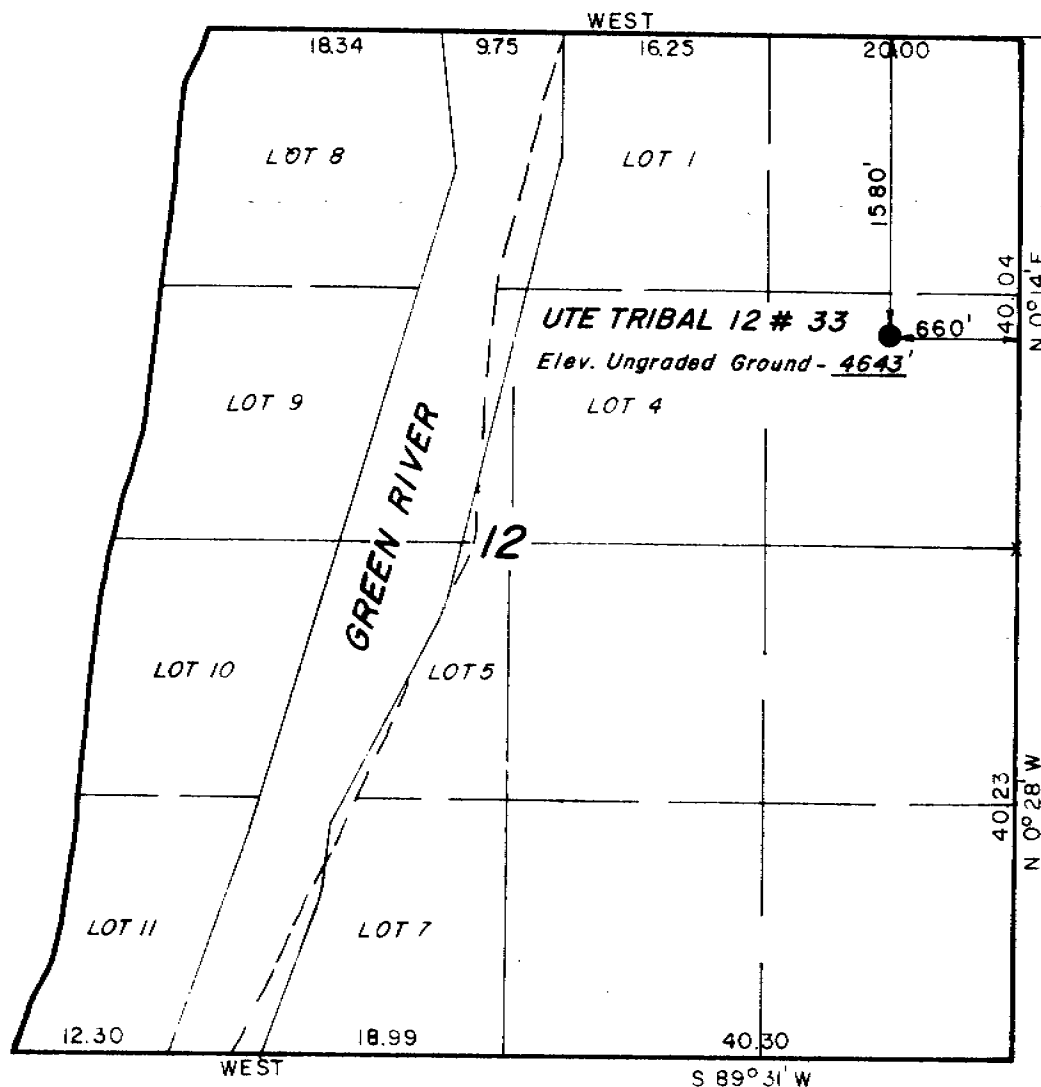 WEST
18.34 9.75 16.25 20.00
LOT 8 LOT 1
1580'
40.04
N 0° 14' E
UTE TRIBAL 12 # 33 660'
Elev. Ungraded Ground - 4643'
LOT 9 LOT 4
GREEN RIVER
12
LOT 10 LOT 5
40.23
N 0° 28' W
LOT 11 LOT 7
12.30 18.99 40.30
WEST S 89° 31' W